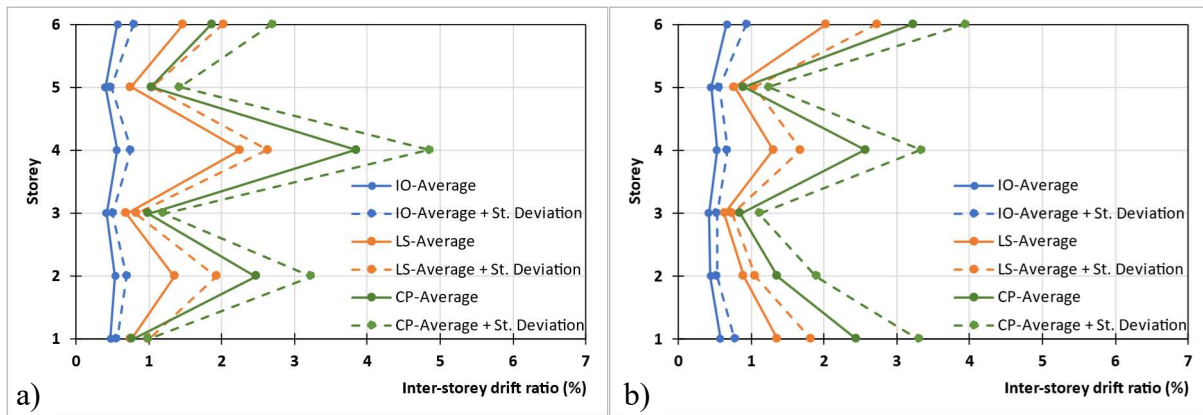 6
5
4
3
2
1
Storey
IO-Average
IO-Average + St. Deviation
LS-Average
LS-Average + St. Deviation
CP-Average
CP-Average + St. Deviation
0 1 2 3 4 5 6 7
Inter-storey drift ratio (%)
a)
6
5
4
3
2
1
Storey
IO-Average
IO-Average + St. Deviation
LS-Average
LS-Average + St. Deviation
CP-Average
CP-Average + St. Deviation
0 1 2 3 4 5 6 7
Inter-storey drift ratio (%)
b)